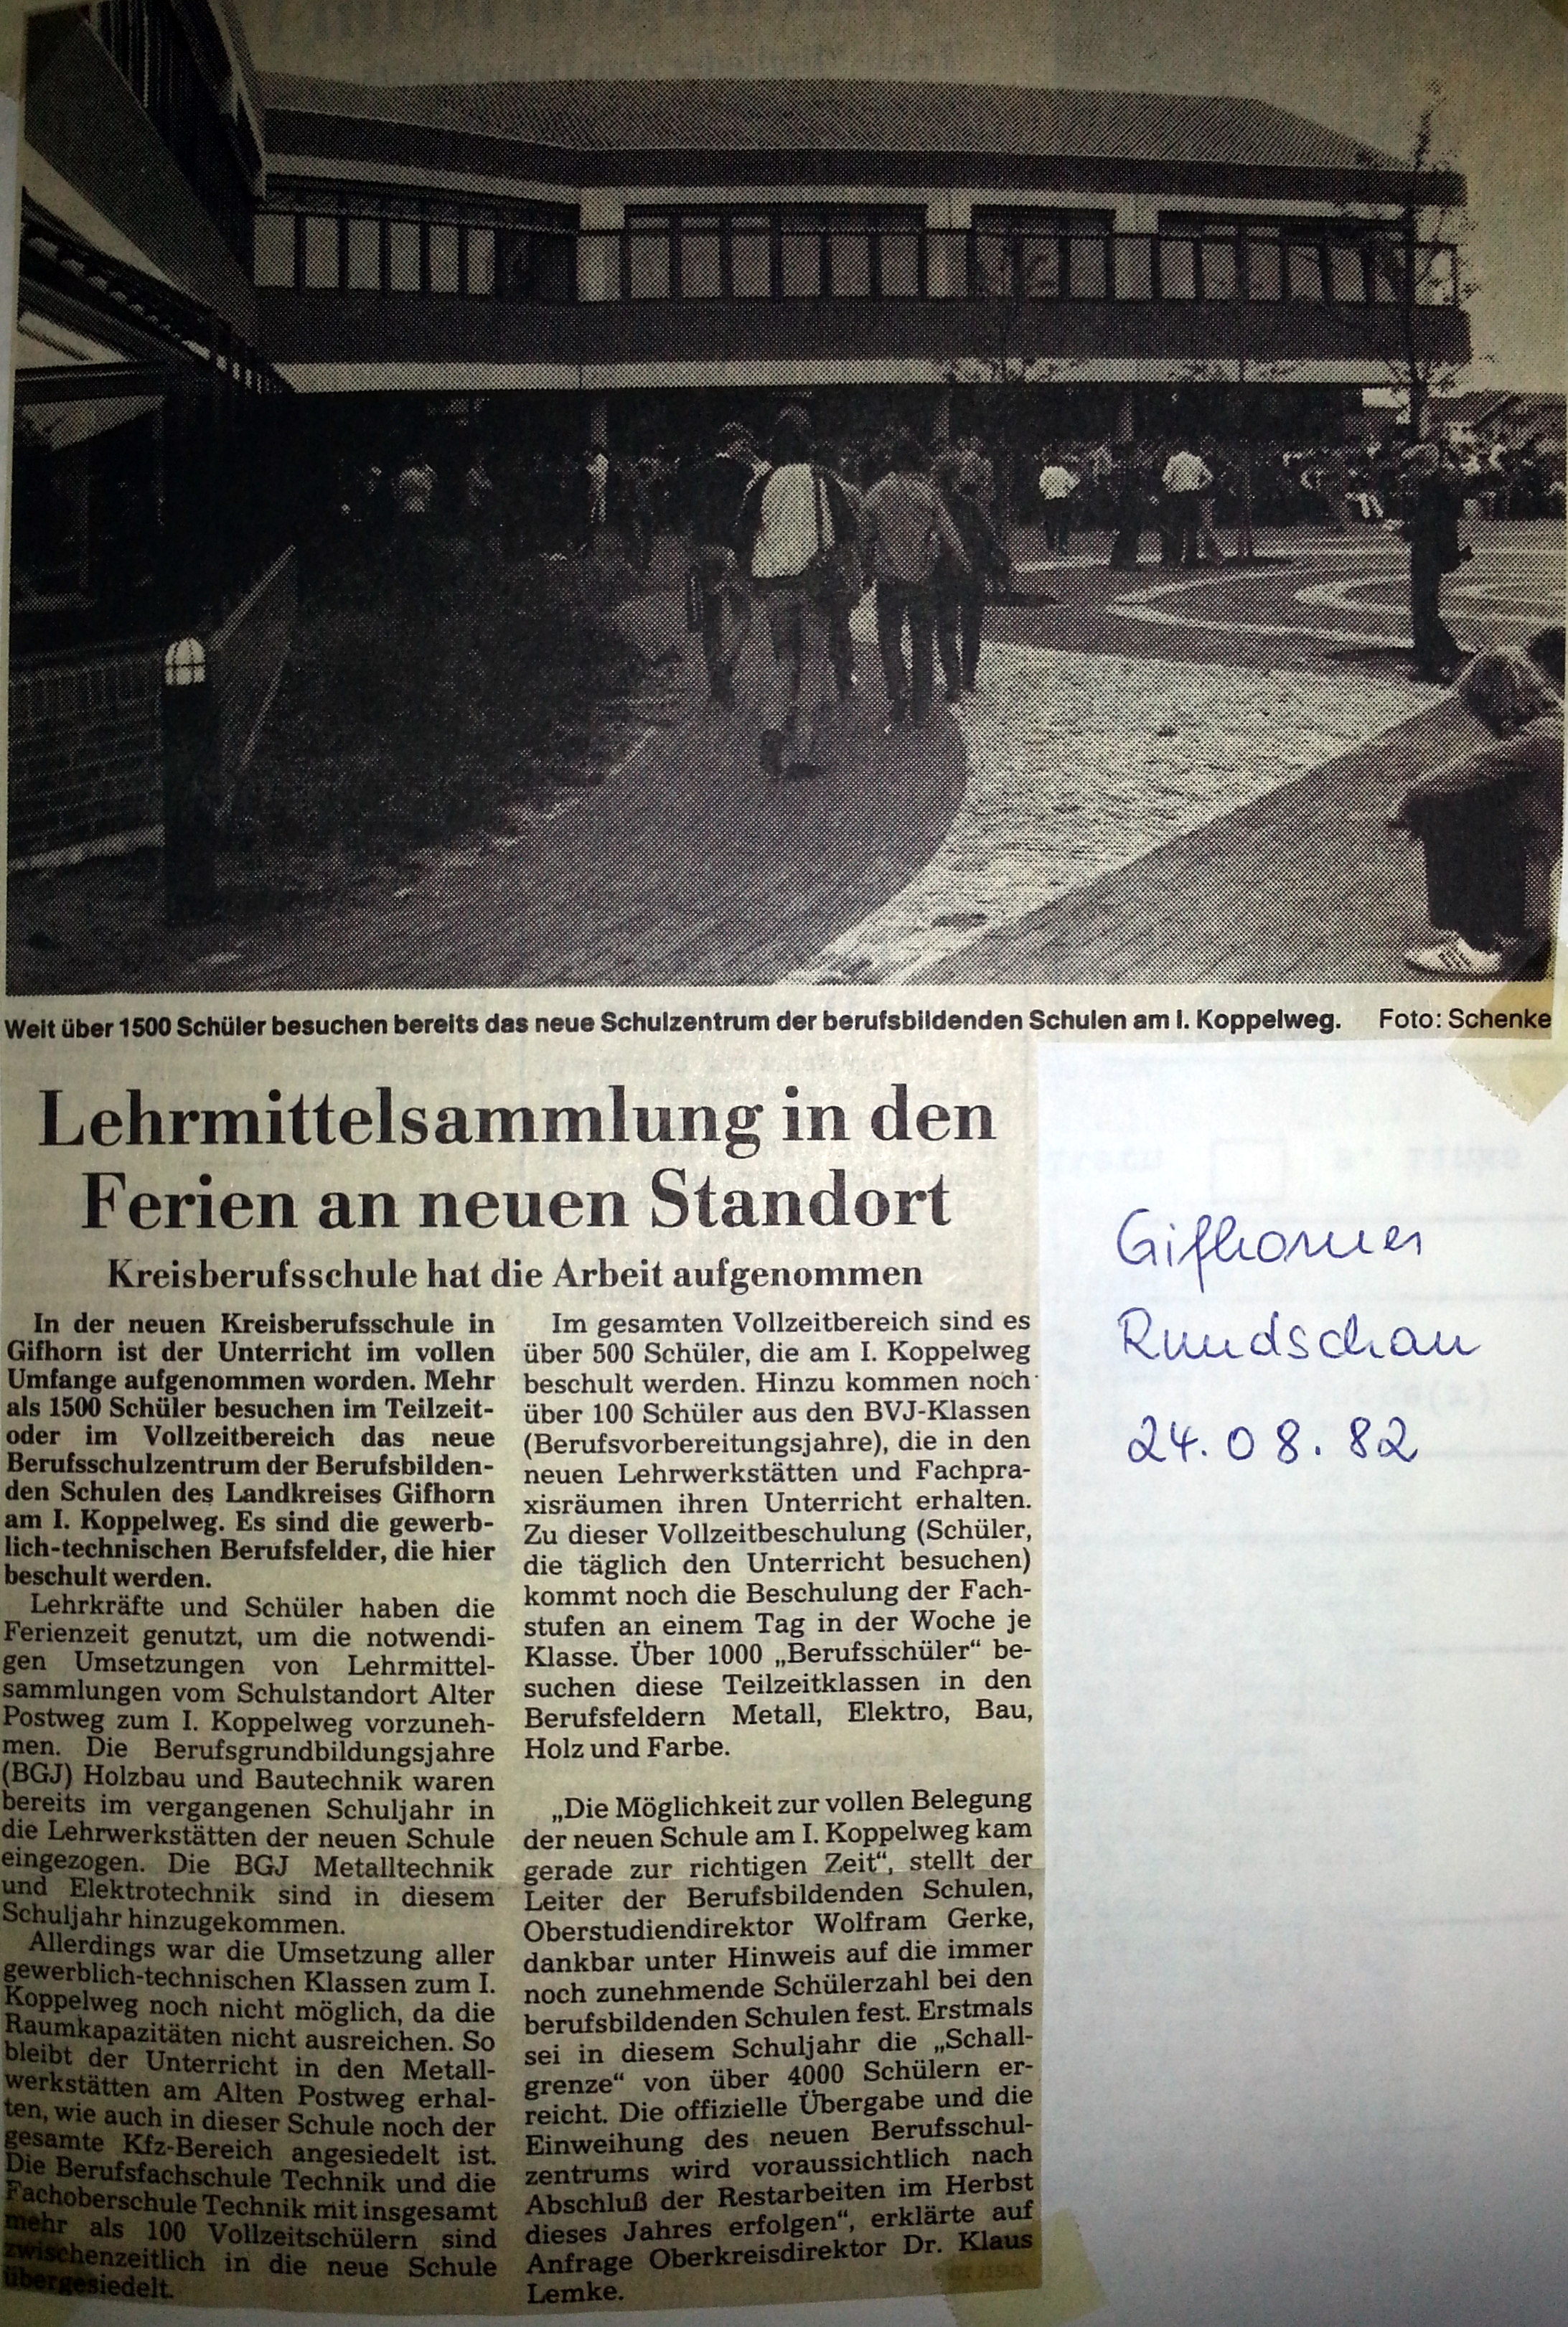 Weit über 1500 Schüler besuchen bereits das neue Schulzentrum der berufsbildenden Schulen am I. Koppelweg. Foto: Schenke
Lehrmittelsammlung in den
Ferien an neuen Standort
Kreisberufsschule hat die Arbeit aufgenommen
In der neuen Kreisberufsschule in
Gifhorn ist der Unterricht im vollen
Umfange aufgenommen worden. Mehr
als 1500 Schüler besuchen im Teilzeit-
oder im Vollzeitbereich das neue
Berufsschulzentrum der Berufsbilden-
den Schulen des Landkreises Gifhorn
am I. Koppelweg. Es sind die gewerb-
lich-technischen Berufsfelder, die hier
beschult werden.
Lehrkräfte und Schüler haben die
Ferienzeit genutzt, um die notwendi-
gen Umsetzungen von Lehrmittel-
sammlungen vom Schulstandort Alter
Postweg zum I. Koppelweg vorzuneh-
men. Die Berufsgrundbildungsjahre
(BGJ) Holzbau und Bautechnik waren
bereits im vergangenen Schuljahr in
die Lehrwerkstätten der neuen Schule
eingezogen. Die BGJ Metalltechnik
und Elektrotechnik sind in diesem
Schuljahr hinzugekommen.
Allerdings war die Umsetzung aller
gewerblich-technischen Klassen zum I.
Koppelweg noch nicht möglich, da die
Raumkapazitäten nicht ausreichen. So
bleibt der Unterricht in den Metall-
werkstätten am Alten Postweg erhal-
ten, wie auch in dieser Schule noch der
gesamte Kfz-Bereich angesiedelt ist.
Die Berufsfachschule Technik und die
Fachoberschule Technik mit insgesamt
mehr als 100 Vollzeitschülern sind
zwischenzeitlich in die neue Schule
übergesiedelt.
Im gesamten Vollzeitbereich sind es
über 500 Schüler, die am I. Koppelweg
beschult werden. Hinzu kommen noch
über 100 Schüler aus den BVJ-Klassen
(Berufsvorbereitungsjahre), die in den
neuen Lehrwerkstätten und Fachpra-
xisräumen ihren Unterricht erhalten.
Zu dieser Vollzeitbeschulung (Schüler,
die täglich den Unterricht besuchen)
kommt noch die Beschulung der Fach-
stufen an einem Tag in der Woche je
Klasse. Über 1000 „Berufsschüler“ be-
suchen diese Teilzeitklassen in den
Berufsfeldern Metall, Elektro, Bau,
Holz und Farbe.
„Die Möglichkeit zur vollen Belegung
der neuen Schule am I. Koppelweg kam
gerade zur richtigen Zeit“, stellt der
Leiter der Berufsbildenden Schulen,
Oberstudiendirektor Wolfram Gerke,
dankbar unter Hinweis auf die immer
noch zunehmende Schülerzahl bei den
berufsbildenden Schulen fest. Erstmals
sei in diesem Schuljahr die „Schall-
grenze“ von über 4000 Schülern er-
reicht. Die offizielle Übergabe und die
Einweihung des neuen Berufsschul-
zentrums wird voraussichtlich nach
Abschluß der Restarbeiten im Herbst
dieses Jahres erfolgen“, erklärte auf
Anfrage Oberkreisdirektor Dr. Klaus
Lemke.
Gifhorner
Rundschau
24.08.82